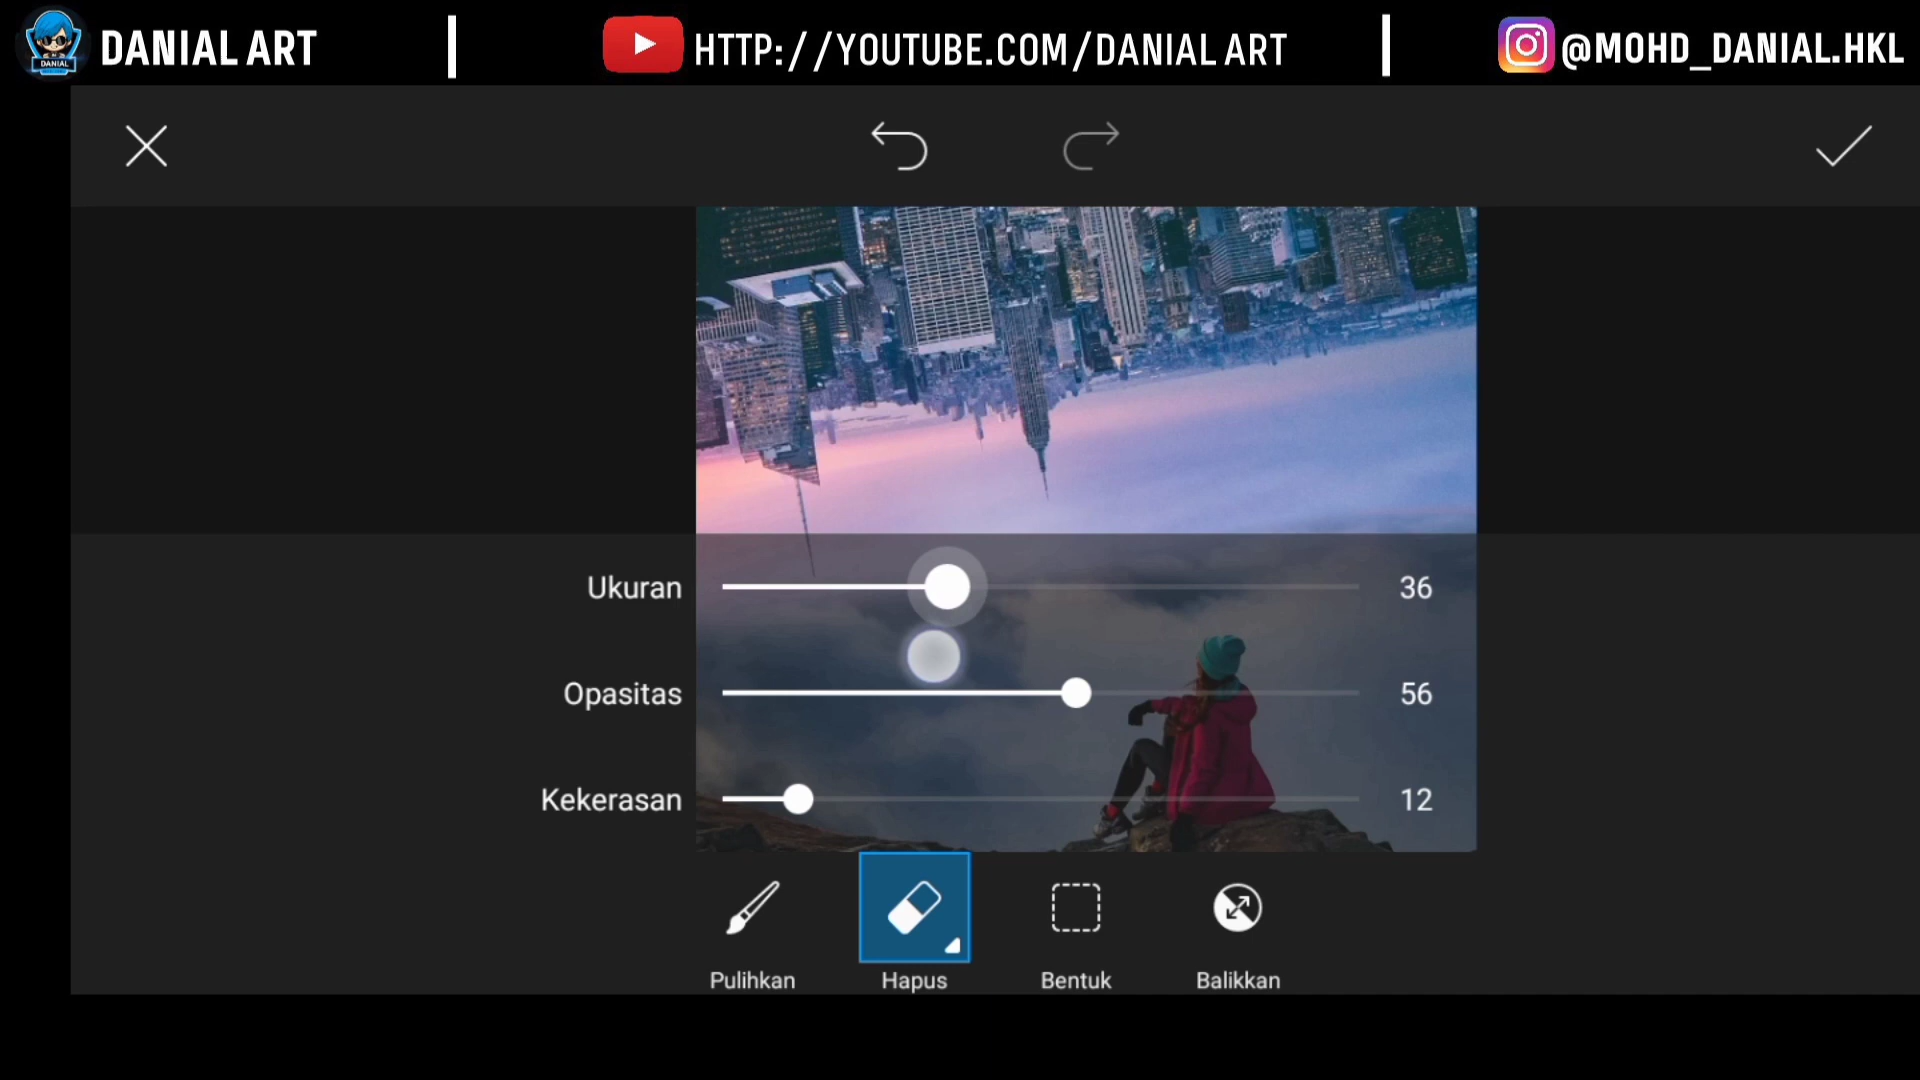 DANIAL
DANIAL ART
HTTP://YOUTUBE.COM/DANIAL ART
@MOHD_DANIAL.HKL
Ukuran 36
Opasitas 56
Kekerasan 12
Pulihkan Hapus Bentuk Balikkan